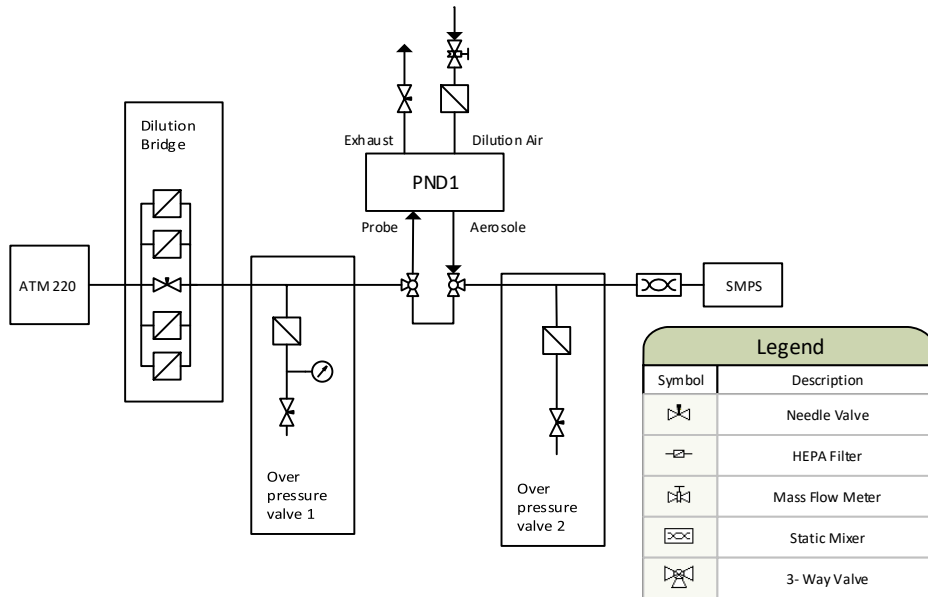 Dilution
Bridge
Exhaust
Dilution Air
PND1
Probe
Aerosole
ATM 220
SMPS
Over
pressure
valve 1
Over
pressure
valve 2
Legend
Symbol
Description
Needle Valve
HEPA Filter
Mass Flow Meter
Static Mixer
3- Way Valve